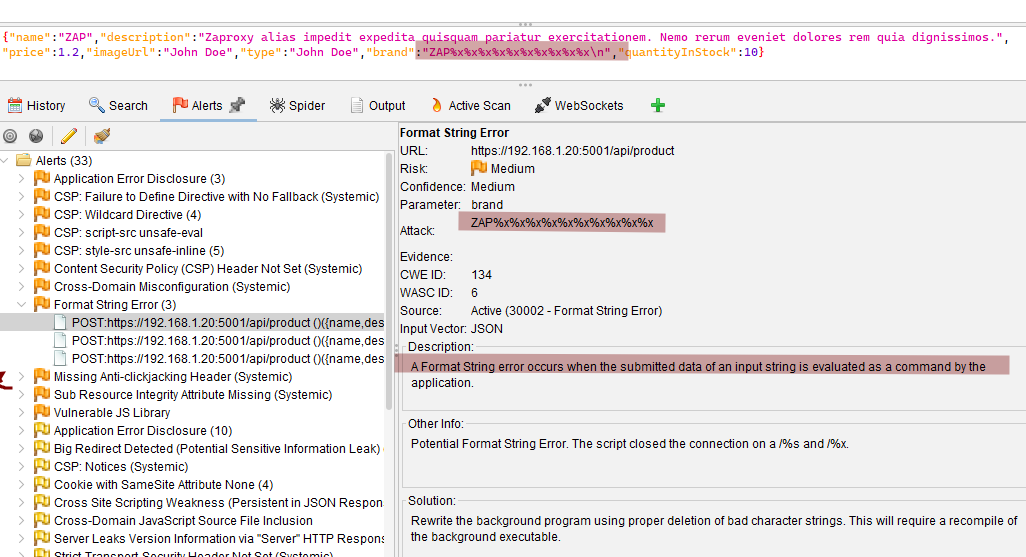 {"name":"ZAP","description":"Zaproxy alias impedit expedita quisquam pariatur exercitationem. Nemo rerum eveniet dolores rem quia dignissimos.",
"price":1.2,"imageUrl":"John Doe","type":"John Doe","brand":"ZAP%x%x%x%x%x%x%x%x%x%x\n","quantityInStock":10}
History Search Alerts Spider Output Active Scan WebSockets
Alerts (33)
Application Error Disclosure (3)
CSP: Failure to Define Directive with No Fallback (Systemic)
CSP: Wildcard Directive (4)
CSP: script-src unsafe-eval
CSP: style-src unsafe-inline (5)
Content Security Policy (CSP) Header Not Set (Systemic)
Cross-Domain Misconfiguration (Systemic)
Format String Error (3)
POST:https://192.168.1.20:5001/api/product ()({name,des
POST:https://192.168.1.20:5001/api/product ()({name,des
POST:https://192.168.1.20:5001/api/product ()({name,des
Missing Anti-clickjacking Header (Systemic)
Sub Resource Integrity Attribute Missing (Systemic)
Vulnerable JS Library
Application Error Disclosure (10)
Big Redirect Detected (Potential Sensitive Information Leak)
CSP: Notices (Systemic)
Cookie with SameSite Attribute None (4)
Cross Site Scripting Weakness (Persistent in JSON Respon
Cross-Domain JavaScript Source File Inclusion
Server Leaks Version Information via "Server" HTTP Respons
Strict-Transport-Security Header Not Set (Systemic)
Format String Error
URL: https://192.168.1.20:5001/api/product
Risk: Medium
Confidence: Medium
Parameter: brand
Attack: ZAP%x%x%x%x%x%x%x%x%x%x
Evidence:
CWE ID: 134
WASC ID: 6
Source: Active (30002 - Format String Error)
Input Vector: JSON
Description:
A Format String error occurs when the submitted data of an input string is evaluated as a command by the
application.
Other Info:
Potential Format String Error. The script closed the connection on a /%s and /%x.
Solution:
Rewrite the background program using proper deletion of bad character strings. This will require a recompile of
the background executable.